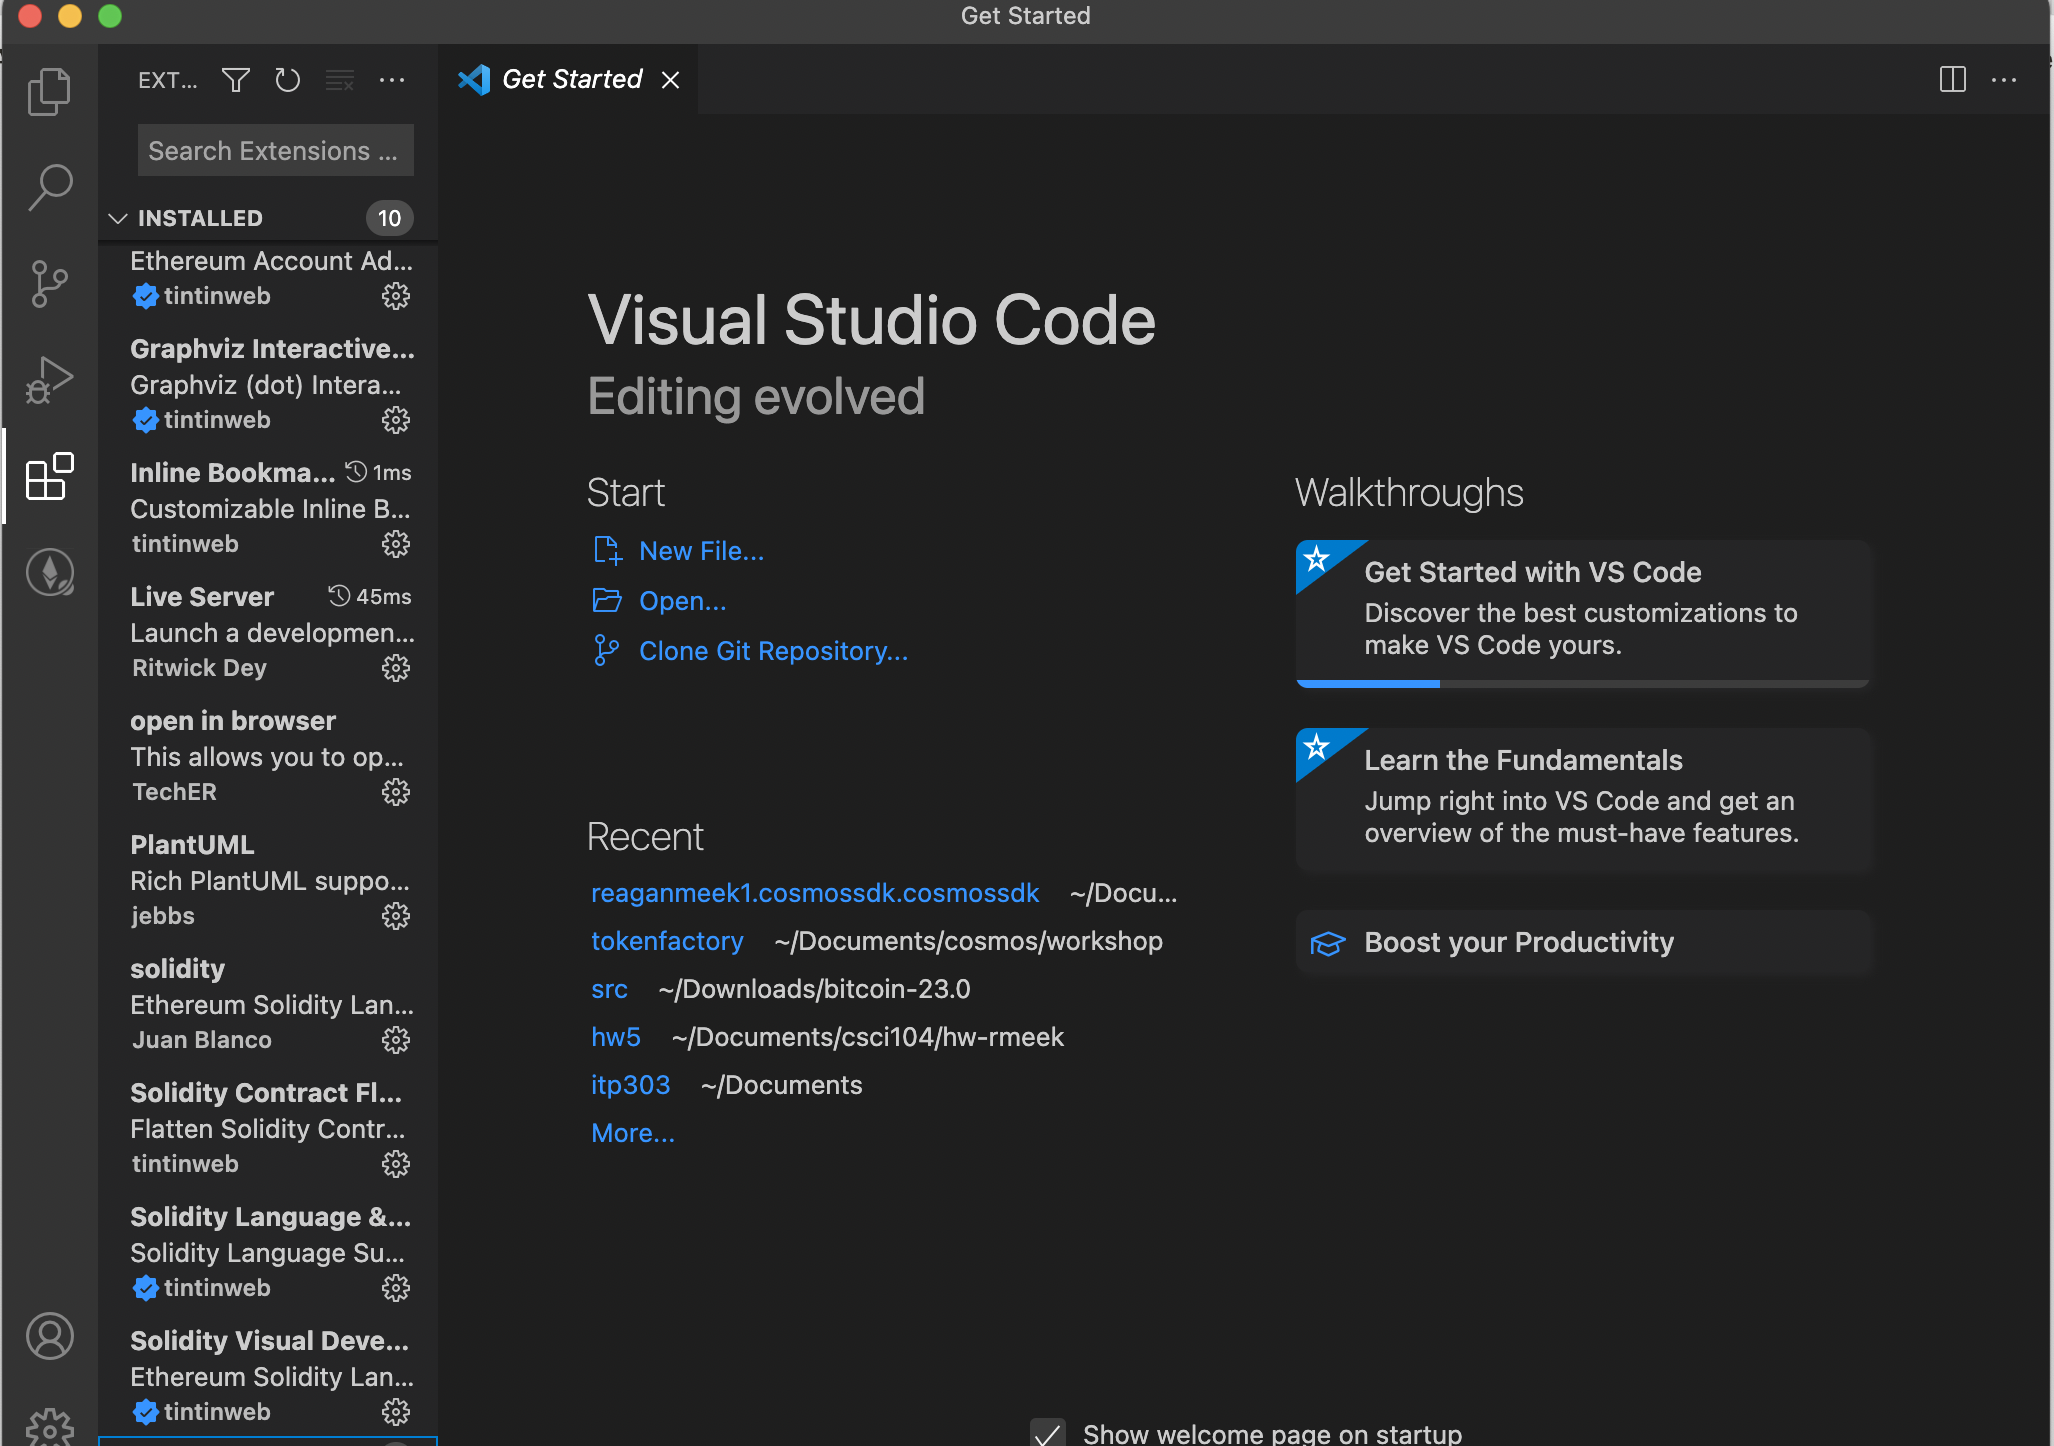 Get Started
EXT...
Get Started
Search Extensions ...
INSTALLED 10
Ethereum Account Ad...
tintinweb
Graphviz Interactive...
Graphviz (dot) Intera...
tintinweb
Inline Bookma... 1ms
Customizable Inline B...
tintinweb
Live Server 45ms
Launch a developmen...
Ritwick Dey
open in browser
This allows you to op...
TechER
PlantUML
Rich PlantUML suppo...
jebbs
solidity
Ethereum Solidity Lan...
Juan Blanco
Solidity Contract Fl...
Flatten Solidity Contr...
tintinweb
Solidity Language &...
Solidity Language Su...
tintinweb
Solidity Visual Deve...
Ethereum Solidity Lan...
tintinweb
Visual Studio Code
Editing evolved
Start
New File...
Open...
Clone Git Repository...
Recent
reaganmeek1.cosmossdk.cosmossdk ~/Docu...
tokenfactory ~/Documents/cosmos/workshop
src ~/Downloads/bitcoin-23.0
hw5 ~/Documents/csci104/hw-rmeek
itp303 ~/Documents
More...
Walkthroughs
Get Started with VS Code
Discover the best customizations to
make VS Code yours.
Learn the Fundamentals
Jump right into VS Code and get an
overview of the must-have features.
Boost your Productivity
Show welcome page on startup